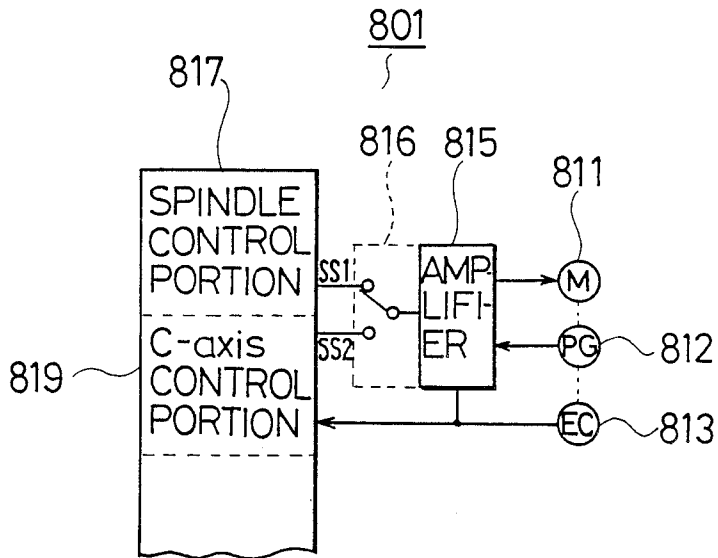 801
817
816
815
811
SPINDLE
CONTROL
PORTION
SS1
AMP-
LIFI-
ER
M
SS2
C-axis
CONTROL
PORTION
PG
812
819
EC
813